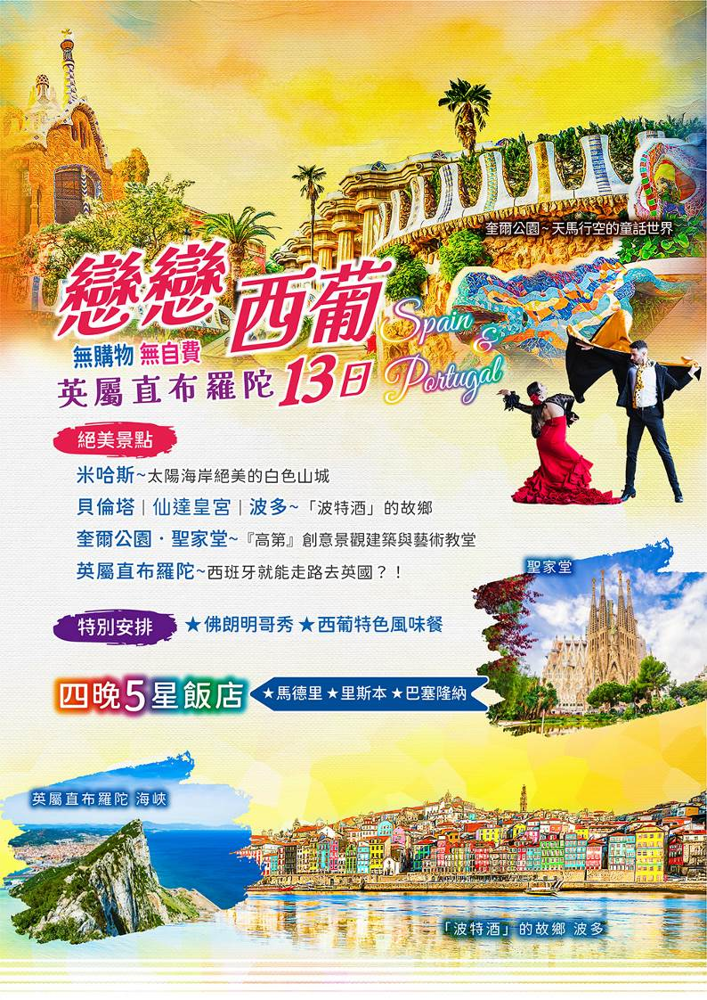 奎爾公園~天馬行空的童話世界
戀戀西葡
Spain
&
Portugal
無購物 無自費
英屬直布羅陀13日
絕美景點
米哈斯~太陽海岸絕美的白色山城
貝倫塔｜仙達皇宮｜波多~「波特酒」的故鄉
奎爾公園・聖家堂~『高第』創意景觀建築與藝術教堂
英屬直布羅陀~西班牙就能走路去英國？！
聖家堂
特別安排 ★佛朗明哥秀 ★西葡特色風味餐
四晚5星飯店 ★馬德里 ★里斯本 ★巴塞隆納
英屬直布羅陀 海峽
「波特酒」的故鄉 波多